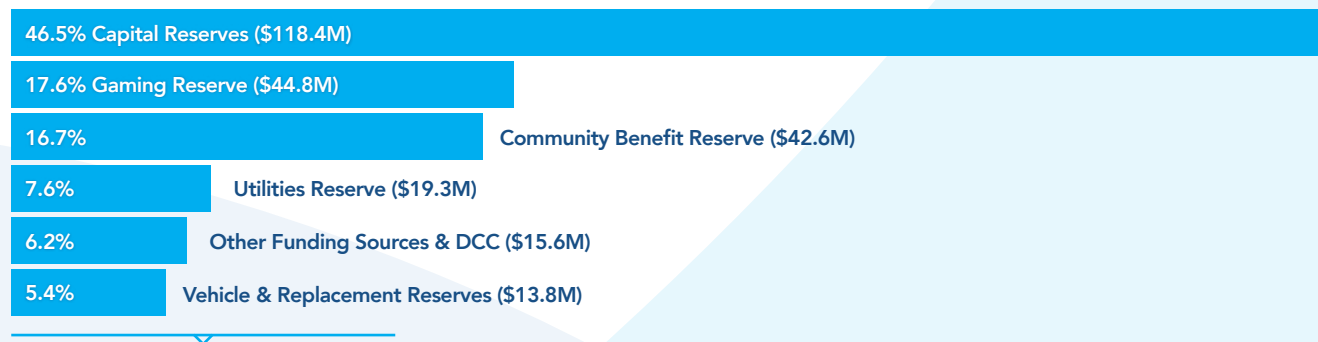 46.5% Capital Reserves ($118.4M)
17.6% Gaming Reserve ($44.8M)
16.7% Community Benefit Reserve ($42.6M)
7.6% Utilities Reserve ($19.3M)
6.2% Other Funding Sources & DCC ($15.6M)
5.4% Vehicle & Replacement Reserves ($13.8M)